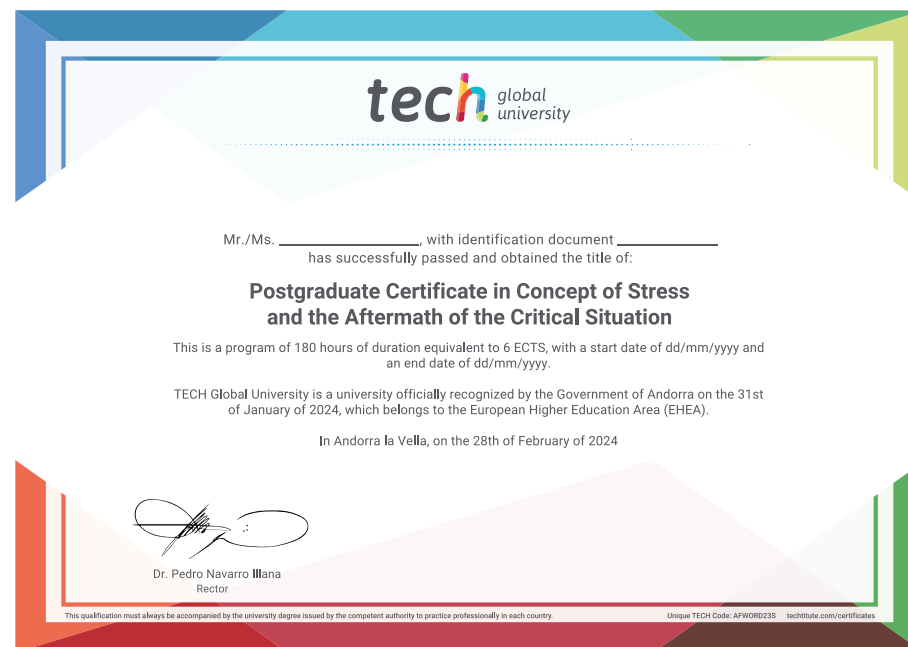 tech global university
Mr./Ms. ____________, with identification document ____________
has successfully passed and obtained the title of:
Postgraduate Certificate in Concept of Stress
and the Aftermath of the Critical Situation
This is a program of 180 hours of duration equivalent to 6 ECTS, with a start date of dd/mm/yyyy and
an end date of dd/mm/yyyy.
TECH Global University is a university officially recognized by the Government of Andorra on the 31st
of January of 2024, which belongs to the European Higher Education Area (EHEA).
In Andorra la Vella, on the 28th of February of 2024
Dr. Pedro Navarro Illana
Rector
This qualification must always be accompanied by the university degree issued by the competent authority to practice professionally in each country.
Unique TECH Code: AFWORD23S techtitute.com/certificates